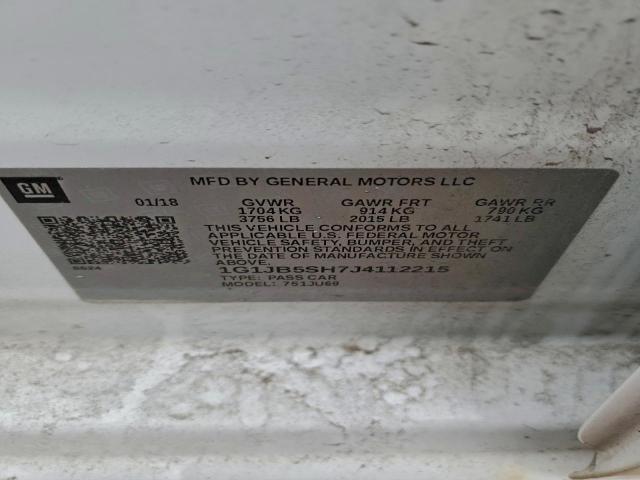 GM
MFD BY GENERAL MOTORS LLC
01/18 GVWR GAWR FRT GAWR RR
1704 KG 914 KG 790 KG
3756 LB 2015 LB 1741 LB
THIS VEHICLE CONFORMS TO ALL
APPLICABLE U.S. FEDERAL MOTOR
VEHICLE SAFETY, BUMPER, AND THEFT
PREVENTION STANDARDS IN EFFECT ON
THE DATE OF MANUFACTURE SHOWN
ABOVE.
1G1JB5SH7J4112215
TYPE: PASS CAR
MODEL: 751JU69